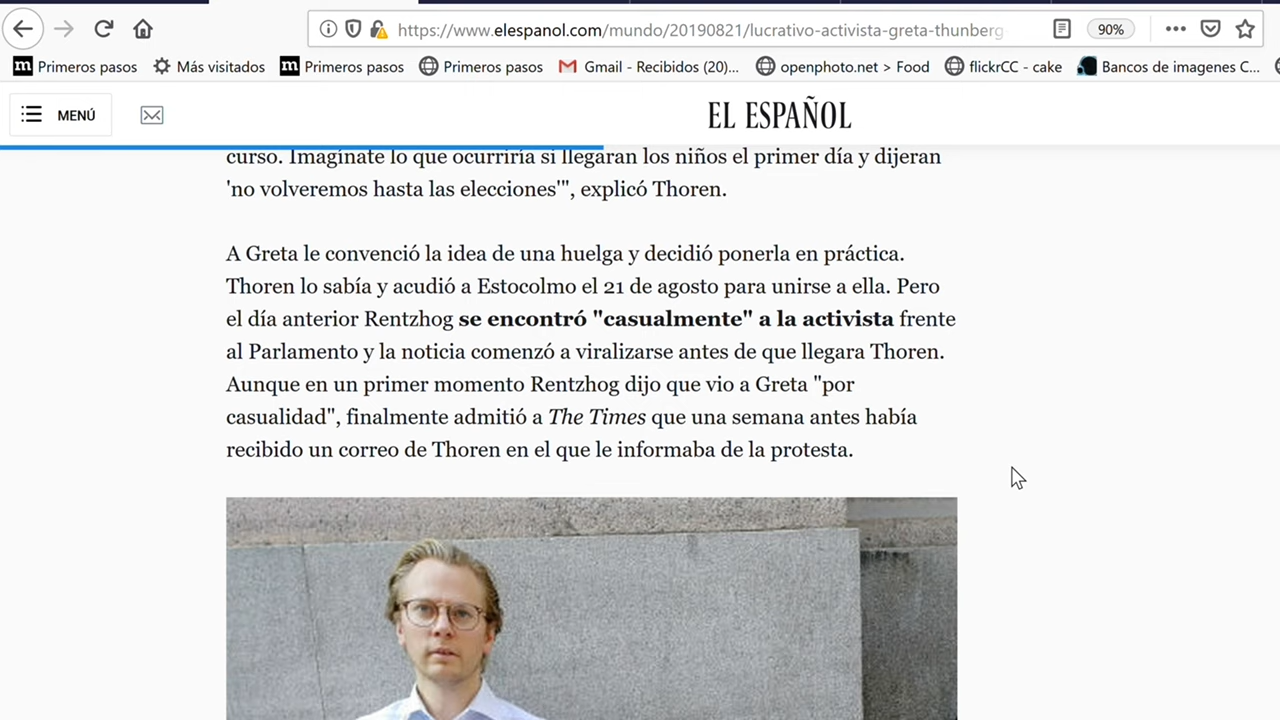 https://www.elespanol.com/mundo/20190821/lucrativo-activista-greta-thunberg
90%
m Primeros pasos Más visitados m Primeros pasos Primeros pasos Gmail - Recibidos (20)... openphoto.net > Food flickrCC - cake Bancos de imagenes C...
MENÚ
EL ESPAÑOL
curso. Imagínate lo que ocurriría si llegaran los niños el primer día y dijeran
'no volveremos hasta las elecciones'", explicó Thoren.
A Greta le convenció la idea de una huelga y decidió ponerla en práctica.
Thoren lo sabía y acudió a Estocolmo el 21 de agosto para unirse a ella. Pero
el día anterior Rentzhog se encontró "casualmente" a la activista frente
al Parlamento y la noticia comenzó a viralizarse antes de que llegara Thoren.
Aunque en un primer momento Rentzhog dijo que vio a Greta "por
casualidad", finalmente admitió a The Times que una semana antes había
recibido un correo de Thoren en el que le informaba de la protesta.